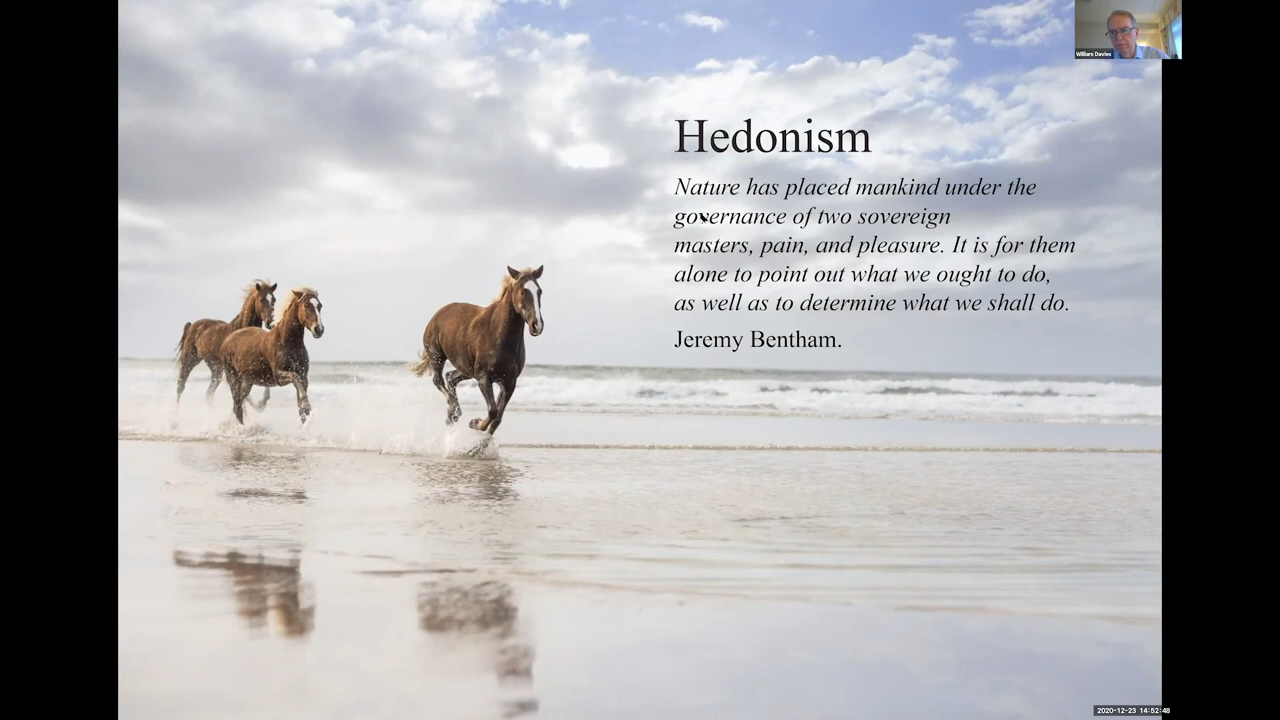 William Davies
Hedonism
Nature has placed mankind under the
governance of two sovereign
masters, pain, and pleasure. It is for them
alone to point out what we ought to do,
as well as to determine what we shall do.
Jeremy Bentham.
2020-12-23 14:52:48